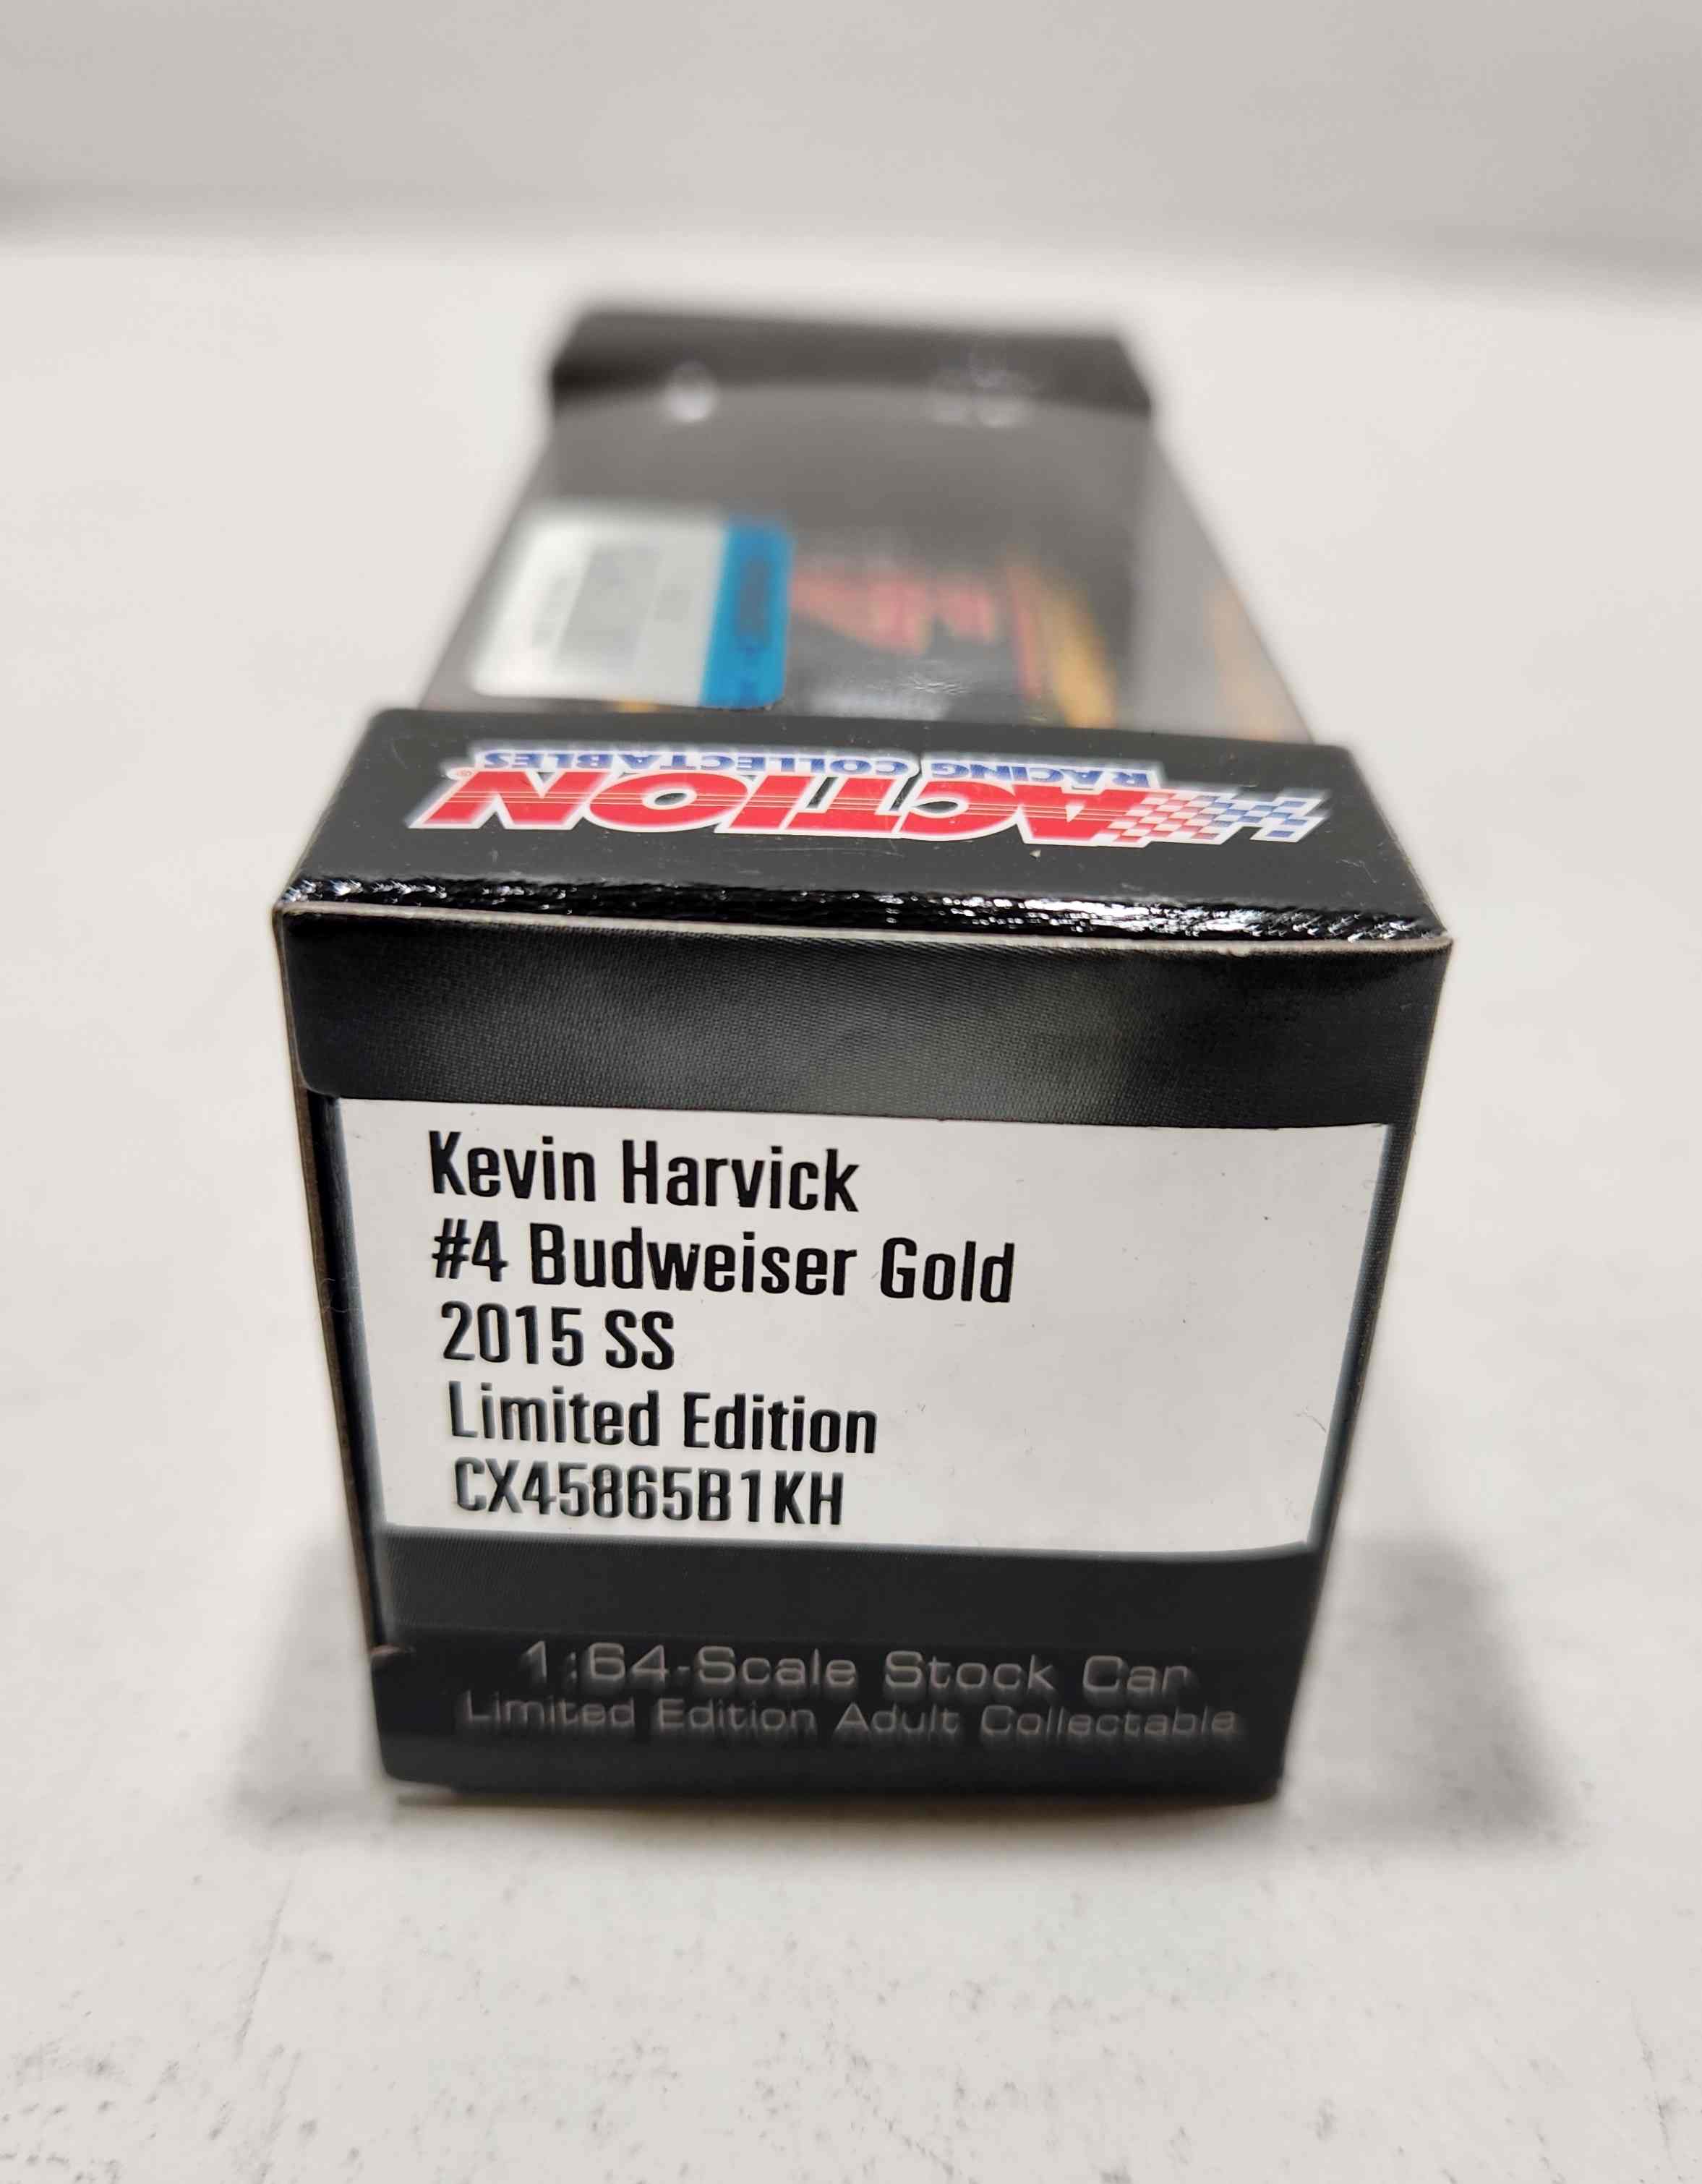 ACTION®
RACING COLLECTABLES
Kevin Harvick
#4 Budweiser Gold
2015 SS
Limited Edition
CX45865B1KH
1:64-Scale Stock Car
Limited Edition Adult Collectable